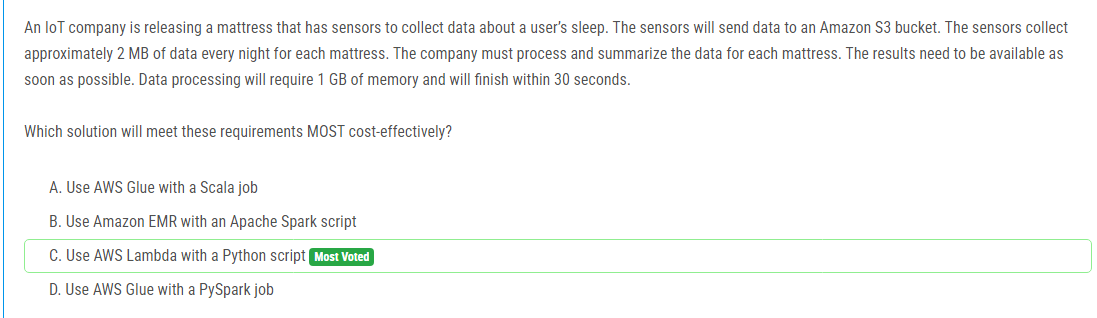 An IoT company is releasing a mattress that has sensors to collect data about a user's sleep. The sensors will send data to an Amazon S3 bucket. The sensors collect
approximately 2 MB of data every night for each mattress. The company must process and summarize the data for each mattress. The results need to be available as
soon as possible. Data processing will require 1 GB of memory and will finish within 30 seconds.
Which solution will meet these requirements MOST cost-effectively?
A. Use AWS Glue with a Scala job
B. Use Amazon EMR with an Apache Spark script
C. Use AWS Lambda with a Python script Most Voted
D. Use AWS Glue with a PySpark job